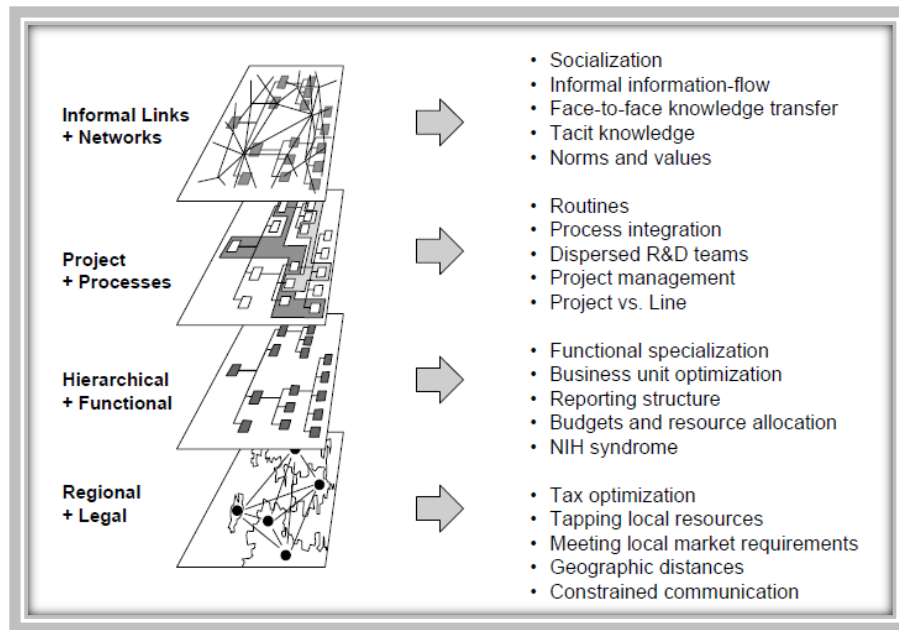 Informal Links
+ Networks
• Socialization
• Informal information-flow
• Face-to-face knowledge transfer
• Tacit knowledge
• Norms and values
Project
+ Processes
• Routines
• Process integration
• Dispersed R&D teams
• Project management
• Project vs. Line
Hierarchical
+ Functional
• Functional specialization
• Business unit optimization
• Reporting structure
• Budgets and resource allocation
• NIH syndrome
Regional
+ Legal
• Tax optimization
• Tapping local resources
• Meeting local market requirements
• Geographic distances
• Constrained communication